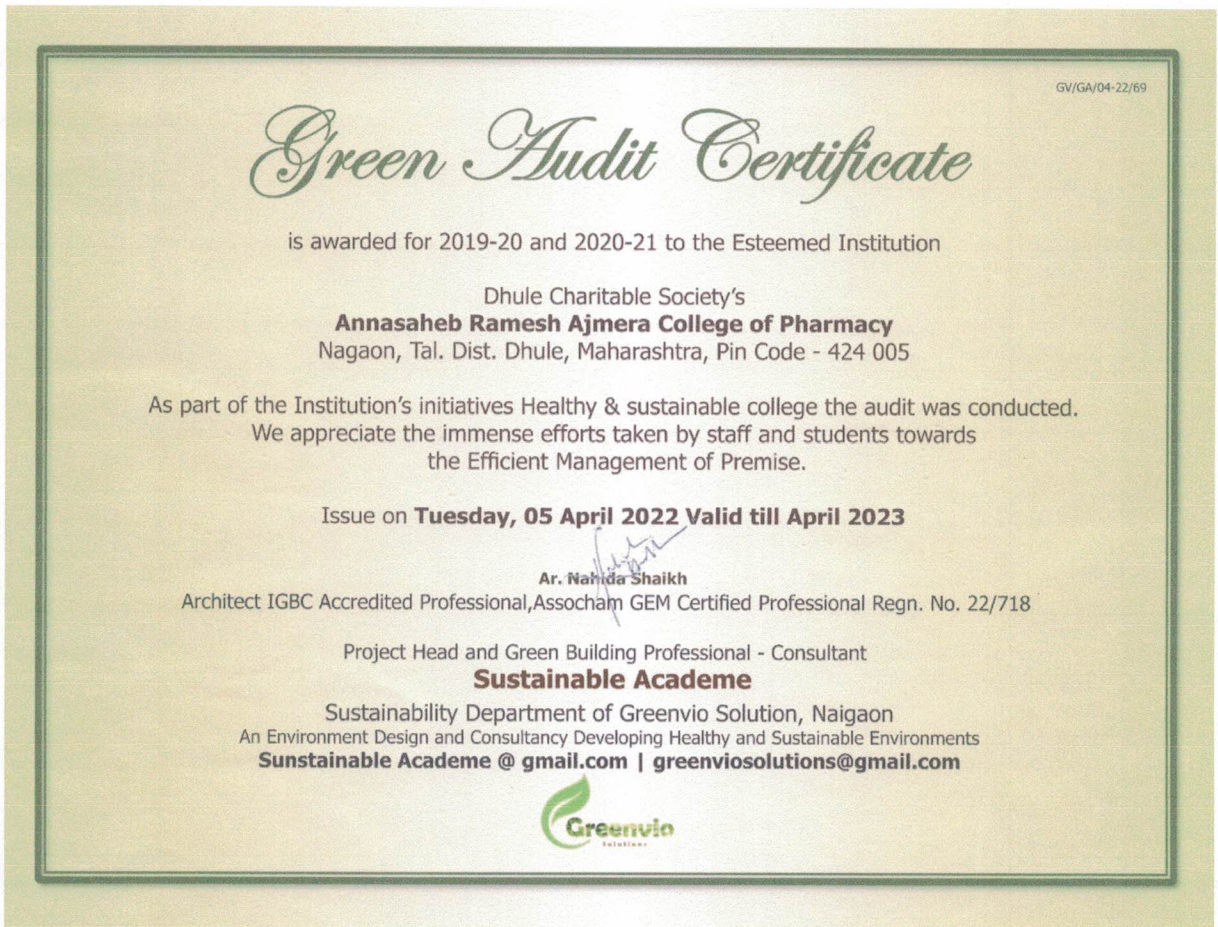 GV/GA/04-22/69
Green Audit Certificate
is awarded for 2019-20 and 2020-21 to the Esteemed Institution
Dhule Charitable Society's
Annasaheb Ramesh Ajmera College of Pharmacy
Nagaon, Tal. Dist. Dhule, Maharashtra, Pin Code - 424 005
As part of the Institution's initiatives Healthy & sustainable college the audit was conducted.
We appreciate the immense efforts taken by staff and students towards
the Efficient Management of Premise.
Issue on Tuesday, 05 April 2022 Valid till April 2023
Ar. Nahida Shaikh
Architect IGBC Accredited Professional,Assocham GEM Certified Professional Regn. No. 22/718
Project Head and Green Building Professional - Consultant
Sustainable Academe
Sustainability Department of Greenvio Solution, Naigaon
An Environment Design and Consultancy Developing Healthy and Sustainable Environments
Sunstainable Academe @ gmail.com | greenviosolutions@gmail.com
Greenvio
Solutions